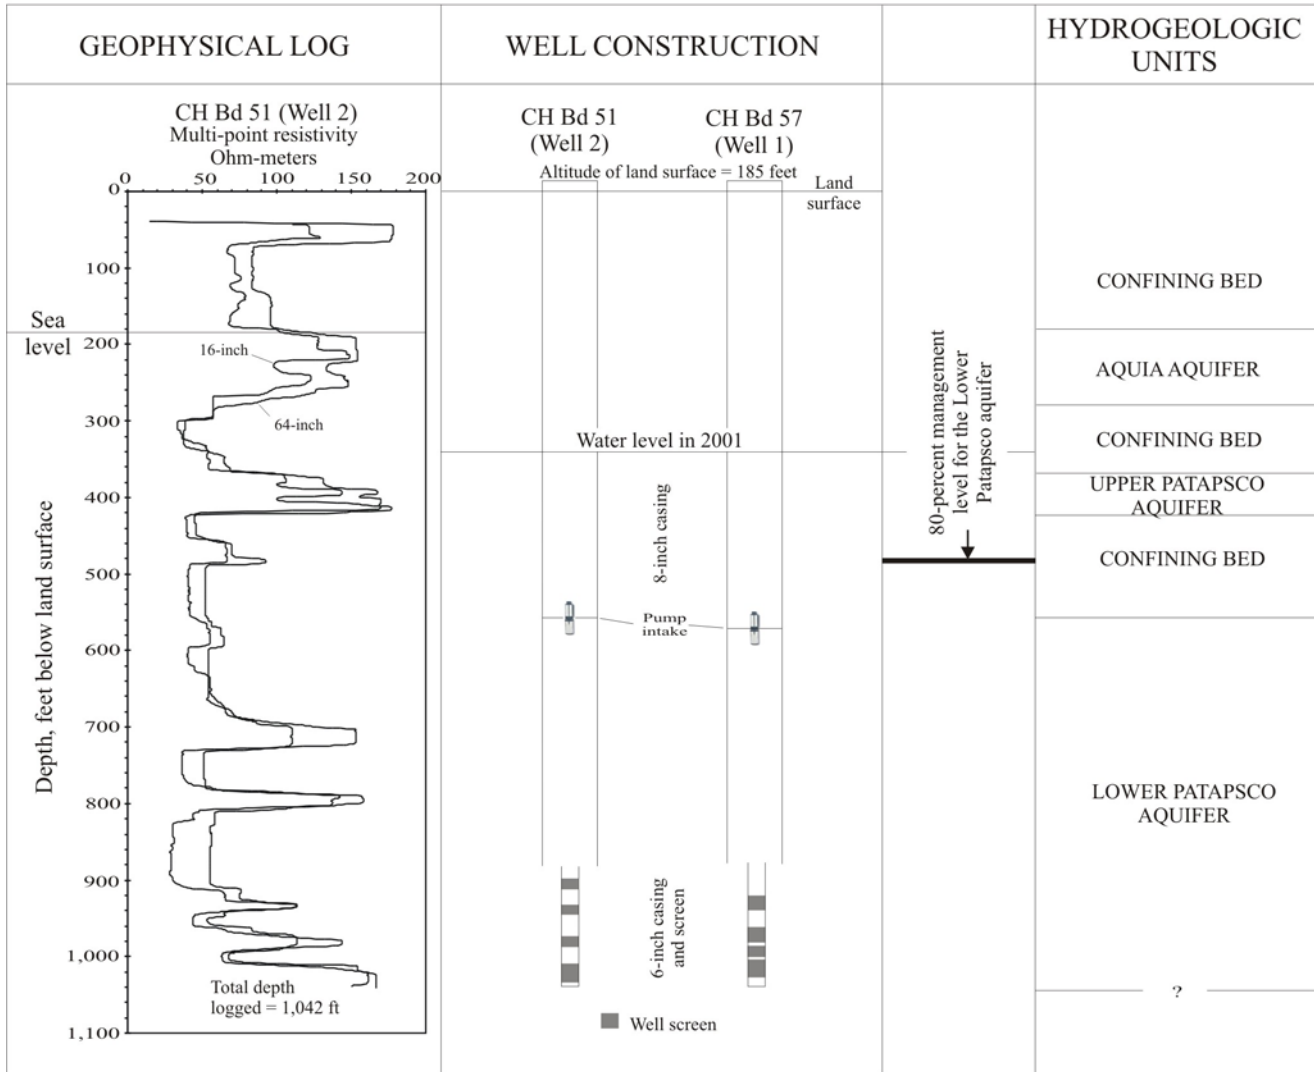 GEOPHYSICAL LOG
WELL CONSTRUCTION
HYDROGEOLOGIC
UNITS
CH Bd 51 (Well 2)
Multi-point resistivity
Ohm-meters
0
50
100
150
200
0
100
200
300
400
500
600
700
800
900
1,000
1,100
Depth, feet below land surface
Sea
level
16-inch
64-inch
Total depth
logged = 1,042 ft
CH Bd 51
(Well 2)
CH Bd 57
(Well 1)
Altitude of land surface = 185 feet
Land
surface
Water level in 2001
8-inch casing
Pump
intake
6-inch casing
and screen
Well screen
80-percent management
level for the Lower
Patapsco aquifer
CONFINING BED
AQUIA AQUIFER
CONFINING BED
UPPER PATAPSCO
AQUIFER
CONFINING BED
LOWER PATAPSCO
AQUIFER
?